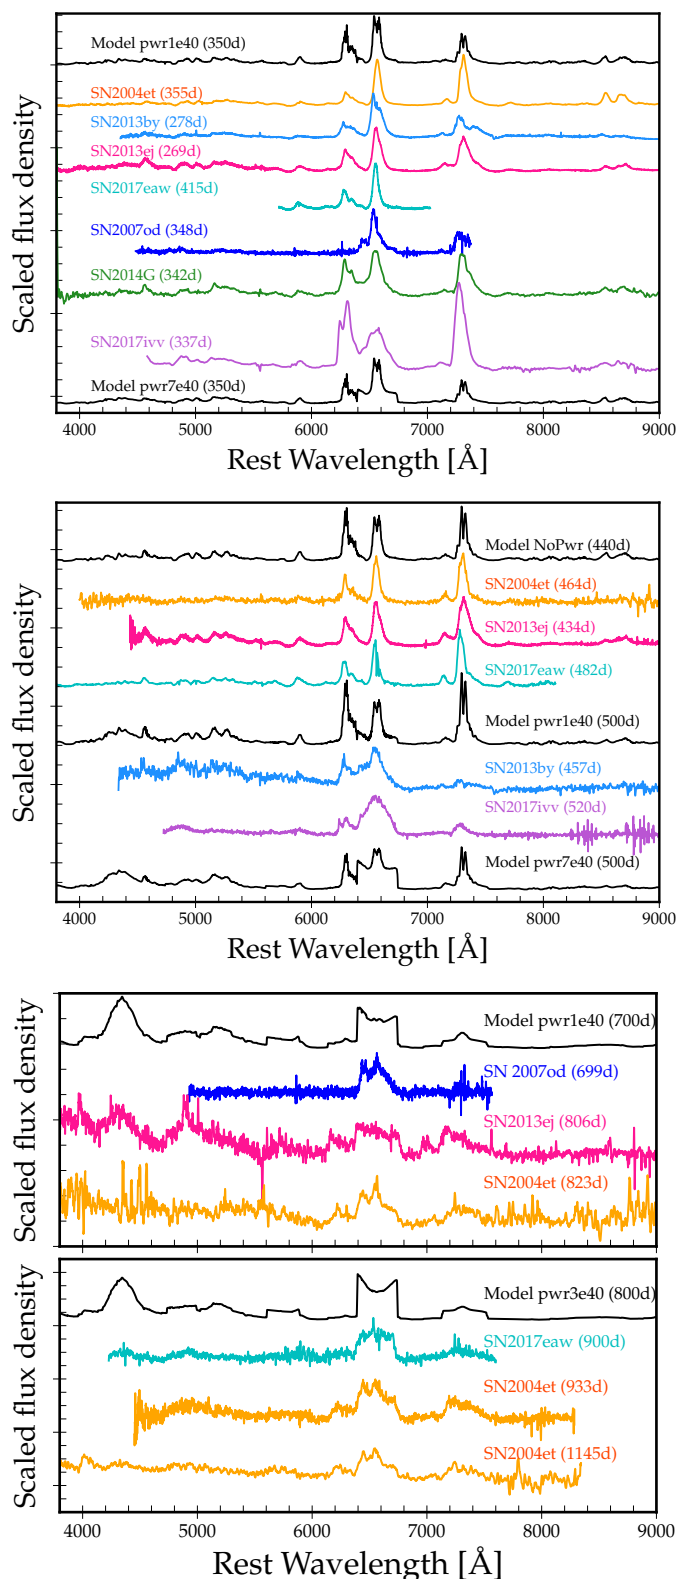 Scaled flux density
Model pwr1e40 (350d)
SN2004et (355d)
SN2013by (278d)
SN2013ej (269d)
SN2017eaw (415d)
SN2007od (348d)
SN2014G (342d)
SN2017ivv (337d)
Model pwr7e40 (350d)
4000 5000 6000 7000 8000 9000
Rest Wavelength [Å]
Scaled flux density
Model NoPwr (440d)
SN2004et (464d)
SN2013ej (434d)
SN2017eaw (482d)
Model pwr1e40 (500d)
SN2013by (457d)
SN2017ivv (520d)
Model pwr7e40 (500d)
4000 5000 6000 7000 8000 9000
Rest Wavelength [Å]
Scaled flux density
Model pwr1e40 (700d)
SN 2007od (699d)
SN2013ej (806d)
SN2004et (823d)
Scaled flux density
Model pwr3e40 (800d)
SN2017eaw (900d)
SN2004et (933d)
SN2004et (1145d)
4000 5000 6000 7000 8000 9000
Rest Wavelength [Å]